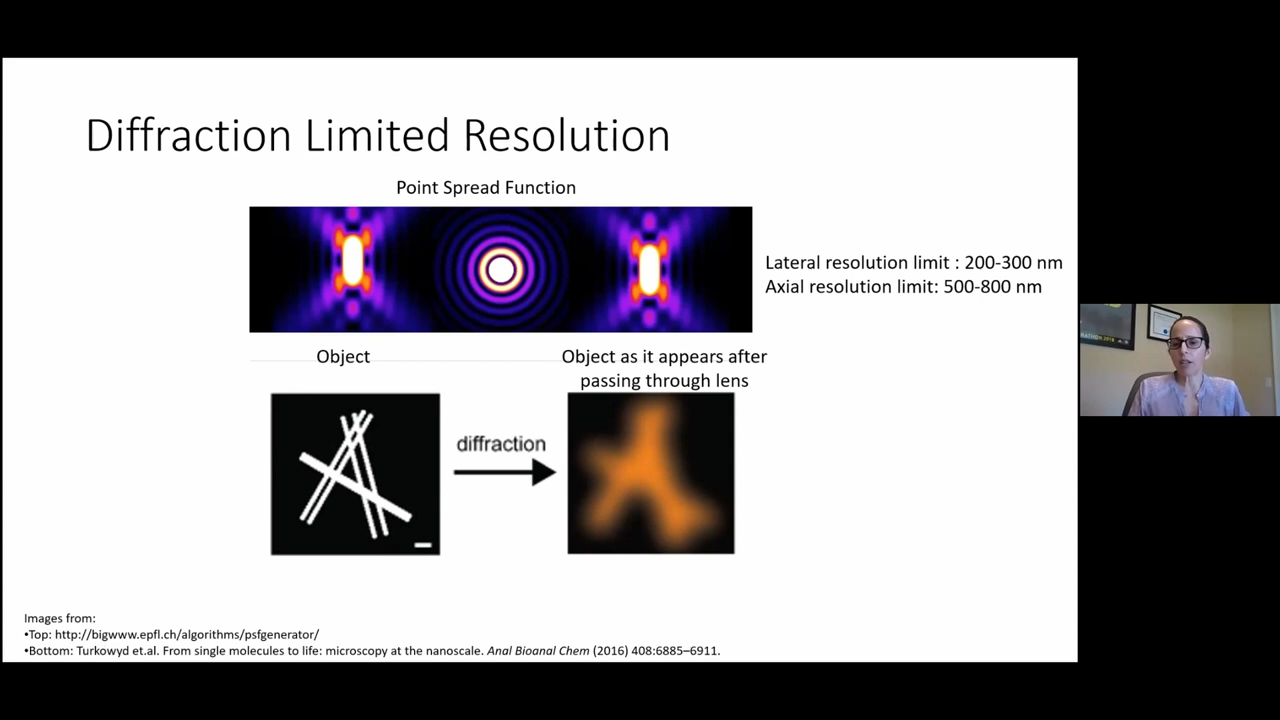 Diffraction Limited Resolution
Point Spread Function
Lateral resolution limit : 200-300 nm
Axial resolution limit: 500-800 nm
Object
Object as it appears after
passing through lens
diffraction
Images from:
•Top: http://bigwww.epfl.ch/algorithms/psfgenerator/
•Bottom: Turkowyd et.al. From single molecules to life: microscopy at the nanoscale. Anal Bioanal Chem (2016) 408:6885–6911.